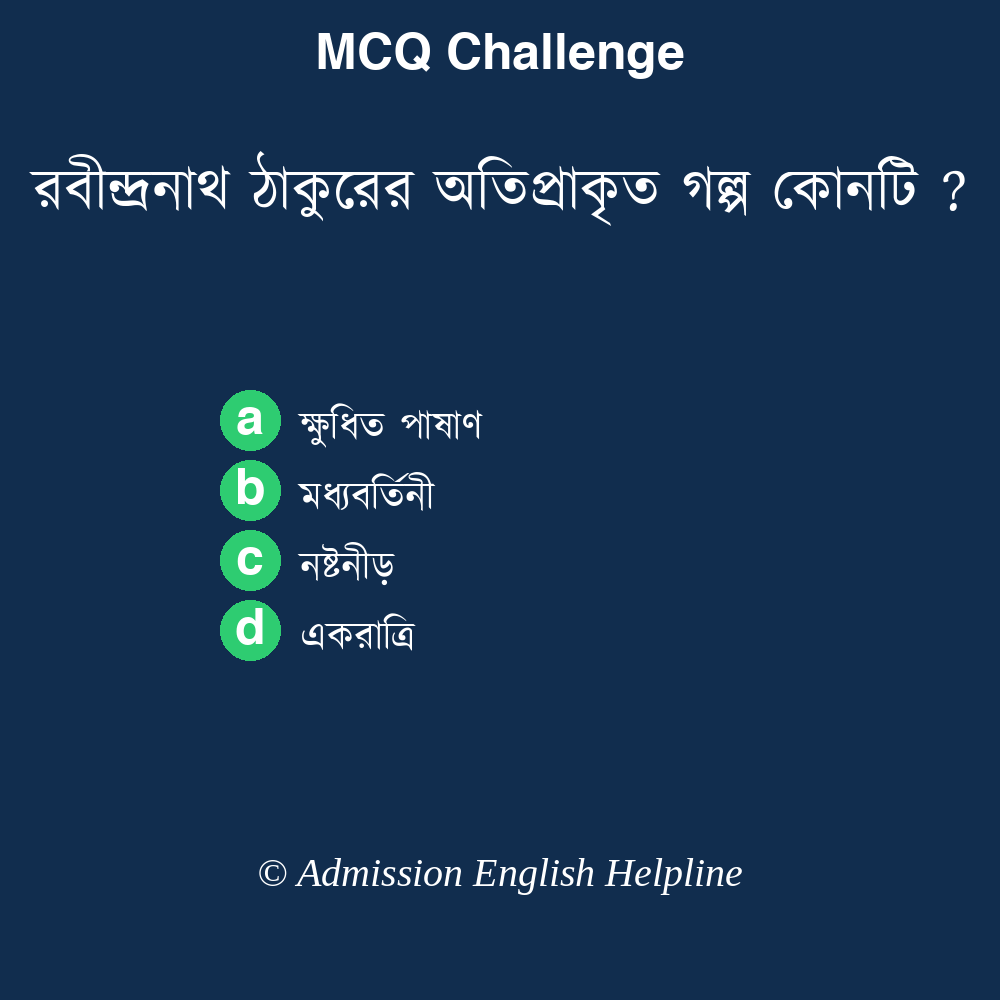 MCQ Challenge
রবীন্দ্রনাথ ঠাকুরের অতিপ্রাকৃত গল্প কোনটি ?
a ক্ষুধিত পাষাণ
b মধ্যবর্তিনী
c নষ্টনীড়
d একরাত্রি
© Admission English Helpline